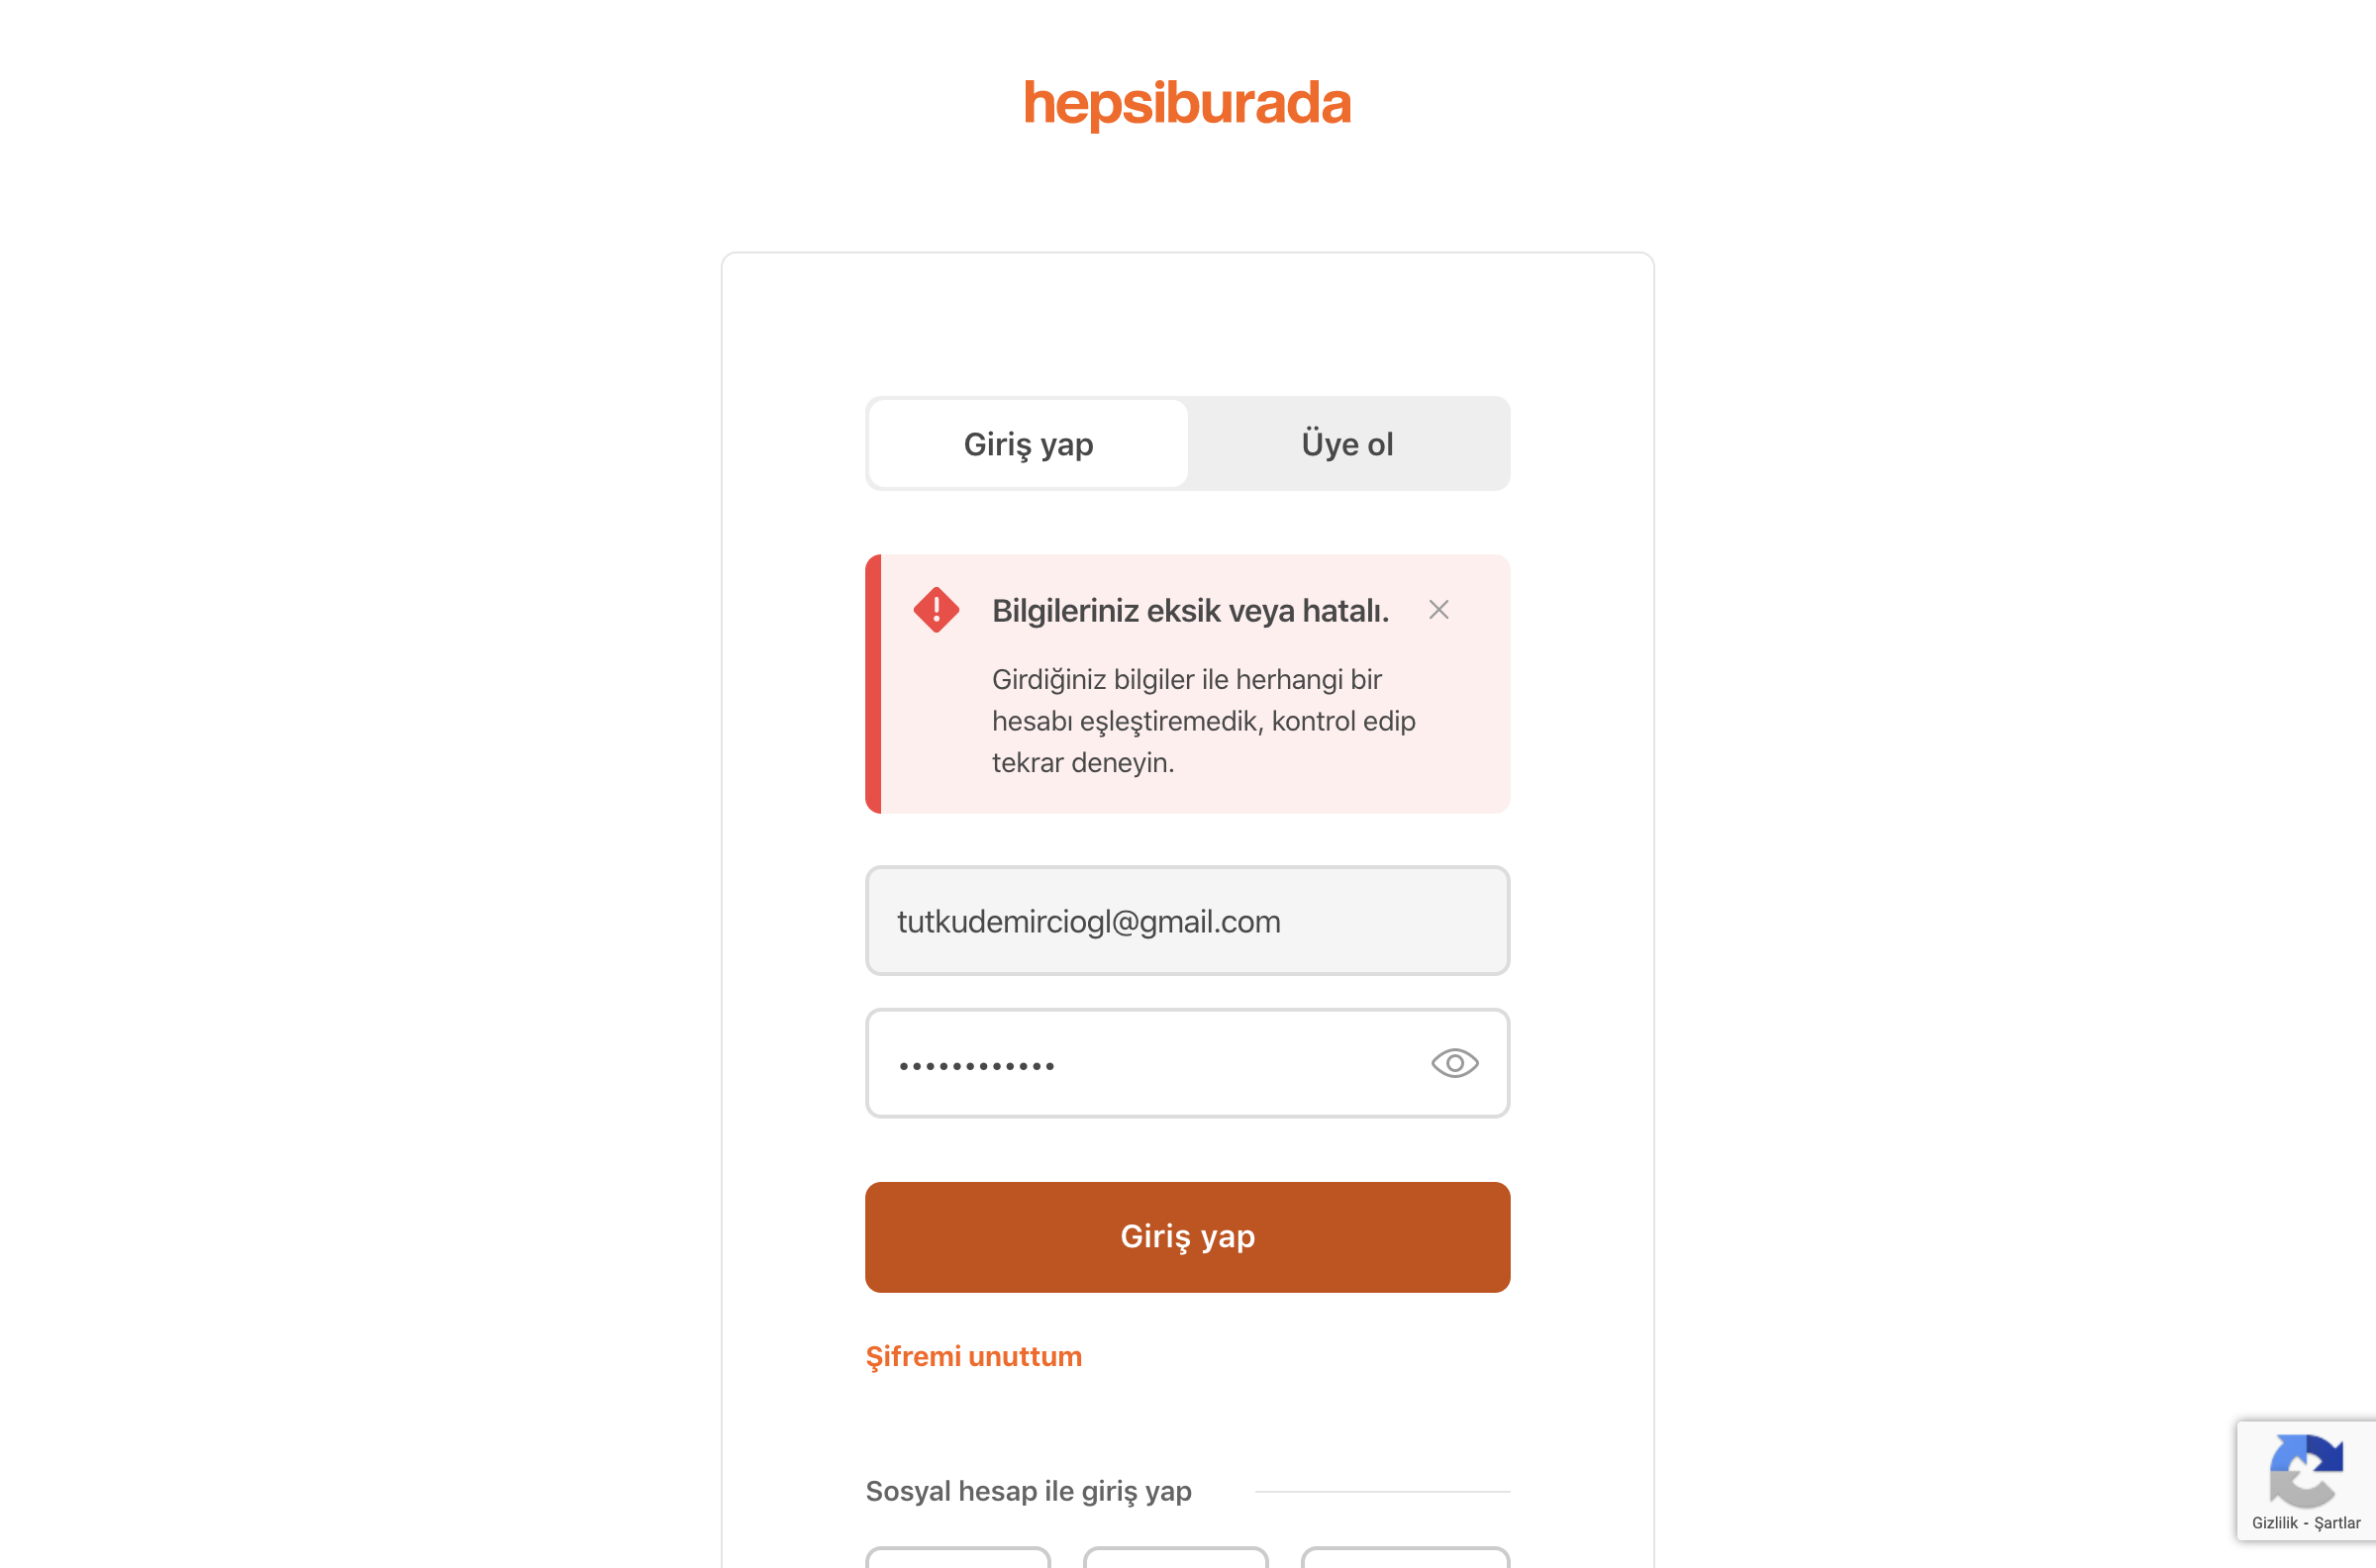 hepsiburada
Giriş yap
Üye ol
Bilgileriniz eksik veya hatalı.
Girdiğiniz bilgiler ile herhangi bir
hesabı eşleştiremedik, kontrol edip
tekrar deneyin.
tutkudemirciogl@gmail.com
Giriş yap
Şifremi unuttum
Sosyal hesap ile giriş yap
Gizlilik - Şartlar